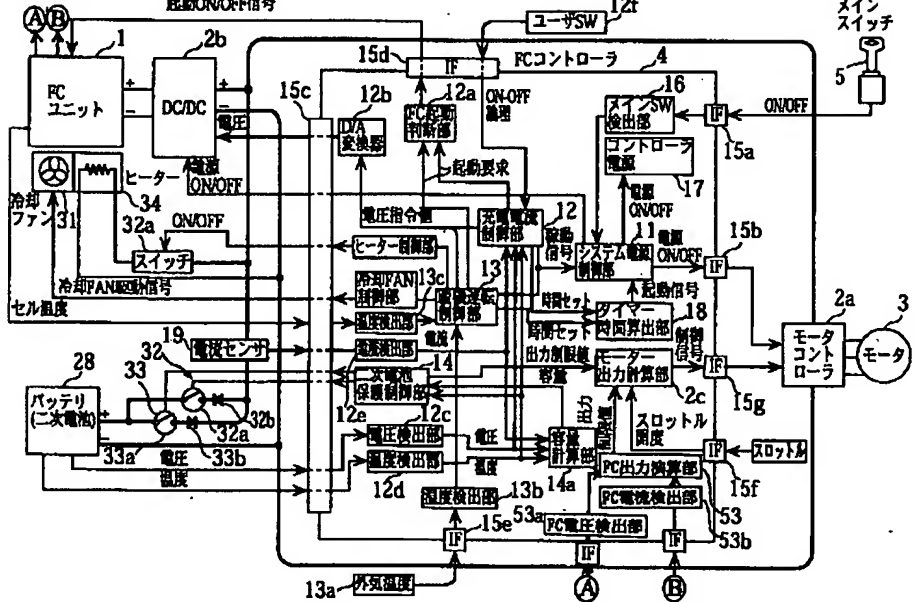 起動ON/OFF信号
Ⓐ Ⓑ
1
2b
ユーザSW
12f
メイン
スイッチ
5
FC
ユニット
+
−
DC/DC
+
−
電圧
15d
IF
FCコントローラ
4
15c
12b
D/A
変換器
12a
FC起動
判断部
ON-OFF
論理
16
メインSW
検出部
IF
15a
ON/OFF
コントローラ
電源
17
冷却
ファン
31
ヒーター
34
電源
ON/OFF
起動要求
電圧指令値
充電電流
制御部
12
稼動
信号
電源
ON/OFF
11
システム電源
制御部
電源
ON/OFF
15b
IF
32a
スイッチ
ON/OFF
ヒーター制御部
冷却FAN駆動信号
冷却FAN
制御部
13
制御部
時間セット
起動信号
タイマー
時間算出部
18
セル温度
温度検出部
13c
電流
時間セット
制御
信号
2a
モータ
コント
ローラ
3
モータ
19
電流センサ
電流検出部
14
出力制限値
容量
モーター
出力計算部
2c
IF
15g
28
バッテリ
(二次電池)
+
−
32
33
32a
32b
33a
33b
12e
二次電池
保護制御部
12c
電圧検出部
電圧
出力
スロットル
開度
電圧
温度
温度検出部
12d
温度
容量
計算部
14a
IF
15f
スロットル
FC出力演算部
53
湿度検出部
13b
53a
FC電流検出部
53b
15e
IF
FC電圧検出部
IF
IF
13a
外気温度
Ⓐ
Ⓑ